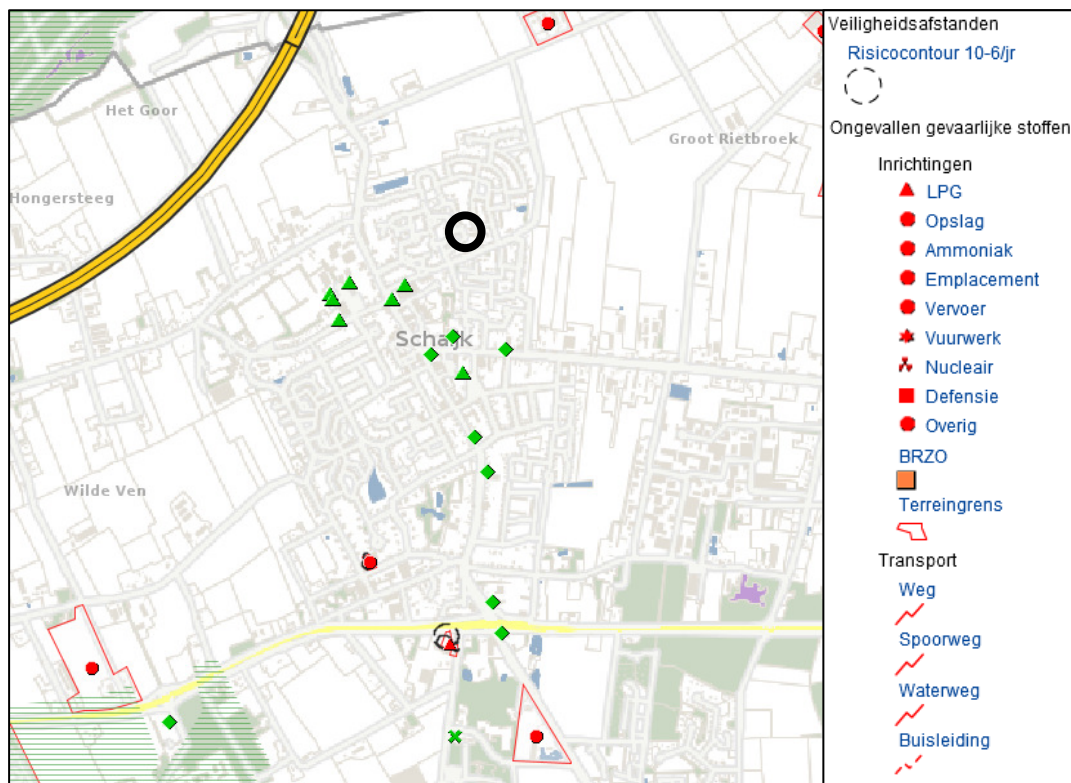 Het Goor
Groot Rietbroek
Hongersteeg
Schaijk
Wilde Ven
Veiligheidsafstanden
Risicocontour 10-6/jr
Ongevallen gevaarlijke stoffen
Inrichtingen
LPG
Opslag
Ammoniak
Emplacement
Vervoer
Vuurwerk
Nucleair
Defensie
Overig
BRZO
Terreingrens
Transport
Weg
Spoorweg
Waterweg
Buisleiding